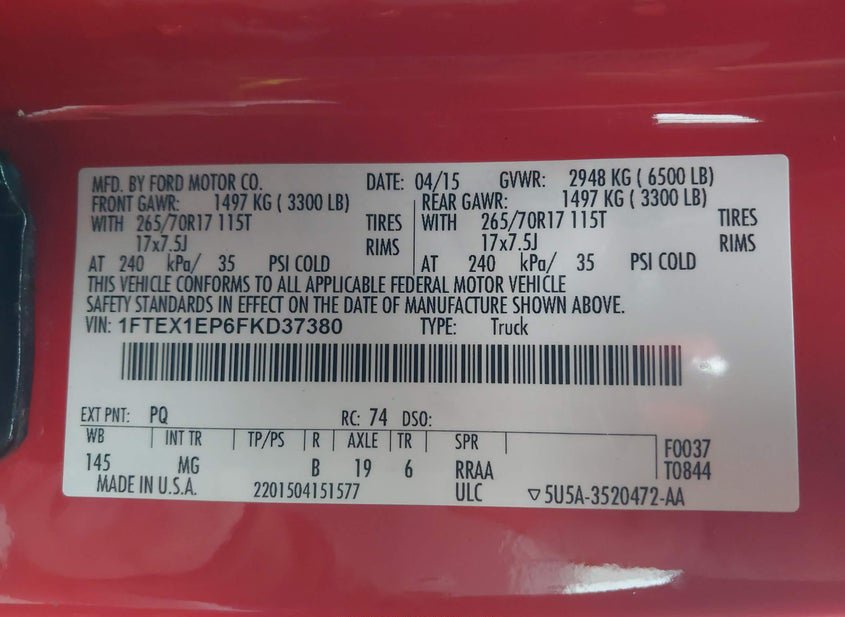 MFD. BY FORD MOTOR CO. DATE: 04/15 GVWR: 2948 KG ( 6500 LB)
FRONT GAWR: 1497 KG ( 3300 LB) REAR GAWR: 1497 KG ( 3300 LB)
WITH 265/70R17 115T TIRES WITH 265/70R17 115T TIRES
17x7.5J RIMS 17x7.5J RIMS
AT 240 kPa/ 35 PSI COLD AT 240 kPa/ 35 PSI COLD
THIS VEHICLE CONFORMS TO ALL APPLICABLE FEDERAL MOTOR VEHICLE
SAFETY STANDARDS IN EFFECT ON THE DATE OF MANUFACTURE SHOWN ABOVE.
VIN: 1FTEX1EP6FKD37380 TYPE: Truck
EXT PNT: PQ RC: 74 DSO:
WB INT TR TP/PS R AXLE TR SPR F0037
145 MG B 19 6 RRAA T0844
MADE IN U.S.A. 2201504151577 ULC ▽5U5A-3520472-AA